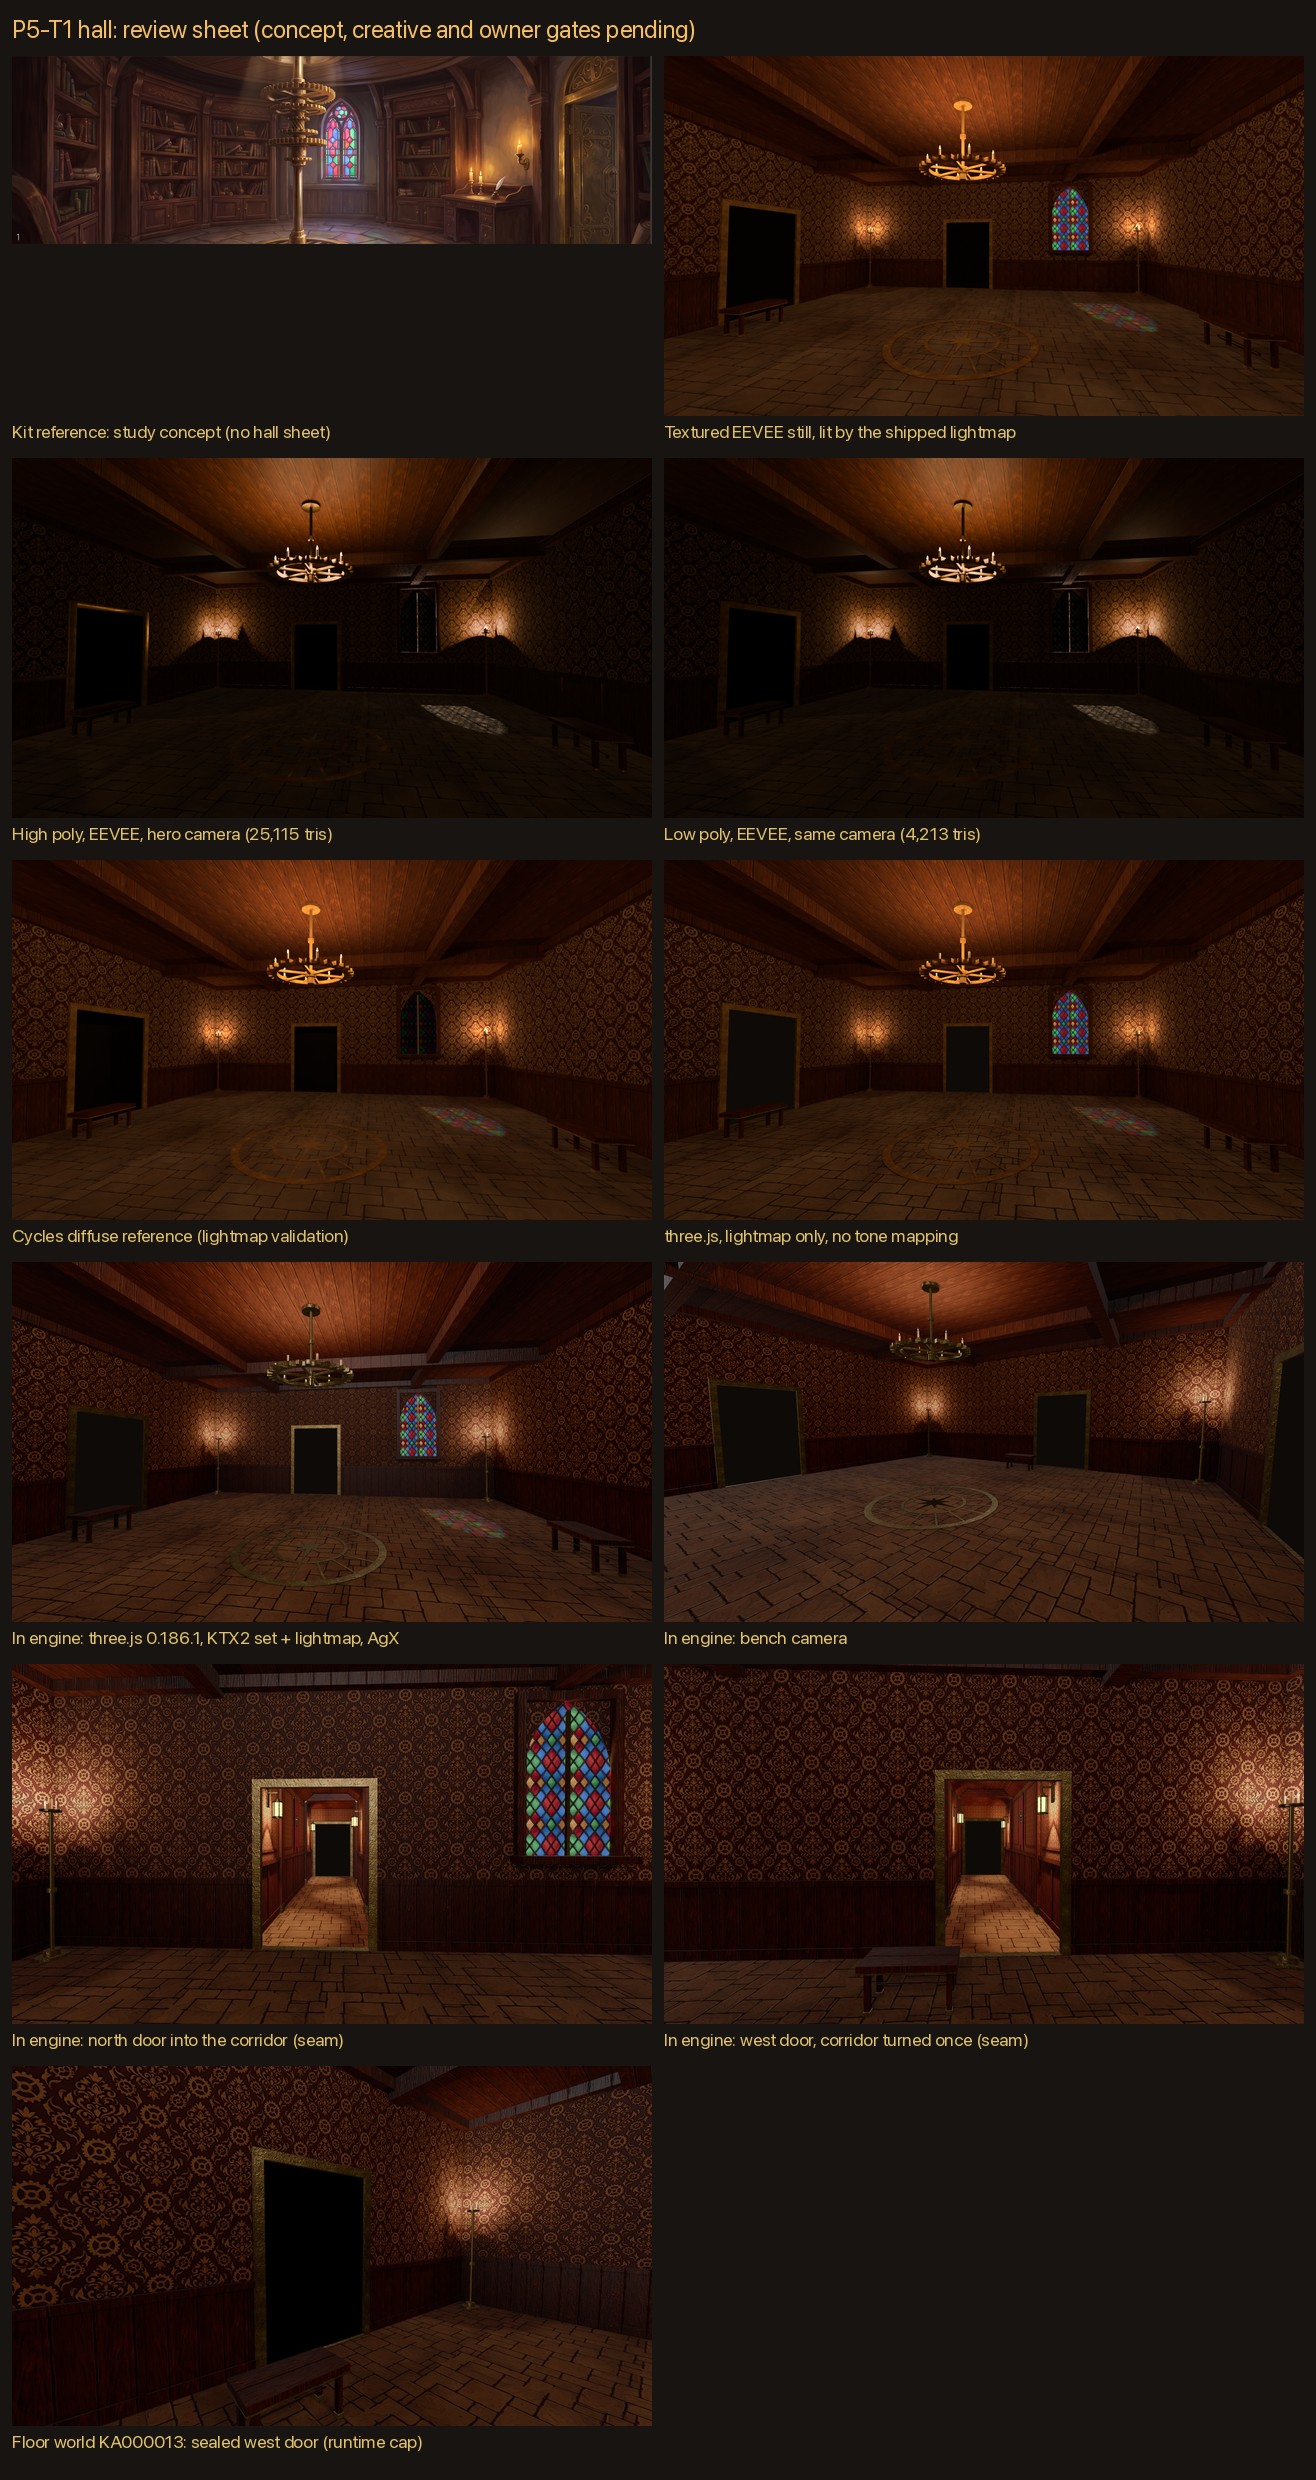 P5-T1 hall: review sheet (concept, creative and owner gates pending)
1
Kit reference: study concept (no hall sheet)
Textured EEVEE still, lit by the shipped lightmap
High poly, EEVEE, hero camera (25,115 tris)
Low poly, EEVEE, same camera (4,213 tris)
Cycles diffuse reference (lightmap validation)
three.js, lightmap only, no tone mapping
In engine: three.js 0.186.1, KTX2 set + lightmap, AgX
In engine: bench camera
In engine: north door into the corridor (seam)
In engine: west door, corridor turned once (seam)
Floor world KA000013: sealed west door (runtime cap)